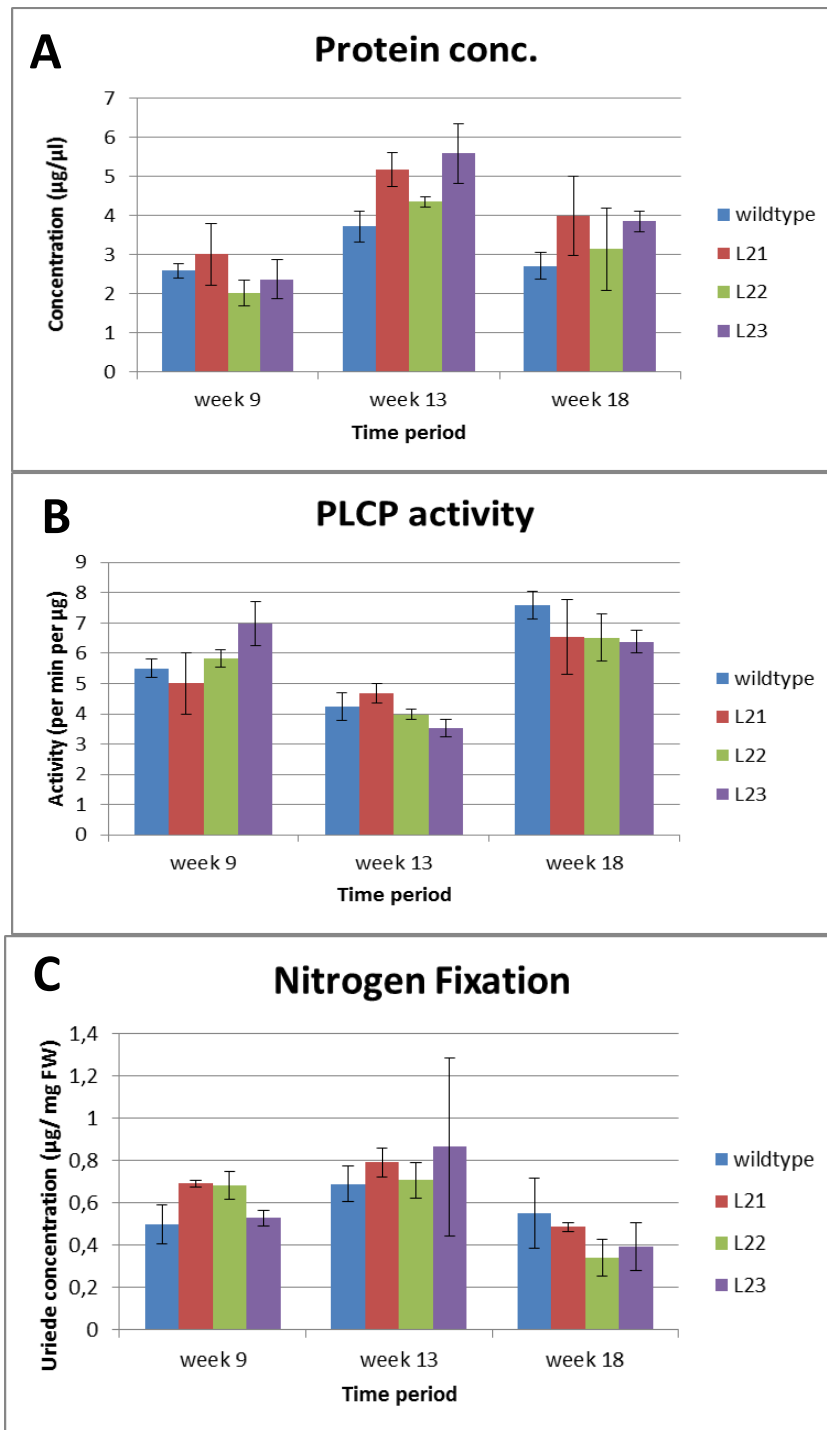 A
Protein conc.
Concentration (µg/µl)
7
6
5
4
3
2
1
0
week 9 week 13 week 18
Time period
wildtype
L21
L22
L23
B
PLCP activity
Activity (per min per µg)
9
8
7
6
5
4
3
2
1
0
week 9 week 13 week 18
Time period
wildtype
L21
L22
L23
C
Nitrogen Fixation
Uriede concentration (µg/ mg FW)
1,4
1,2
1
0,8
0,6
0,4
0,2
0
week 9 week 13 week 18
Time period
wildtype
L21
L22
L23